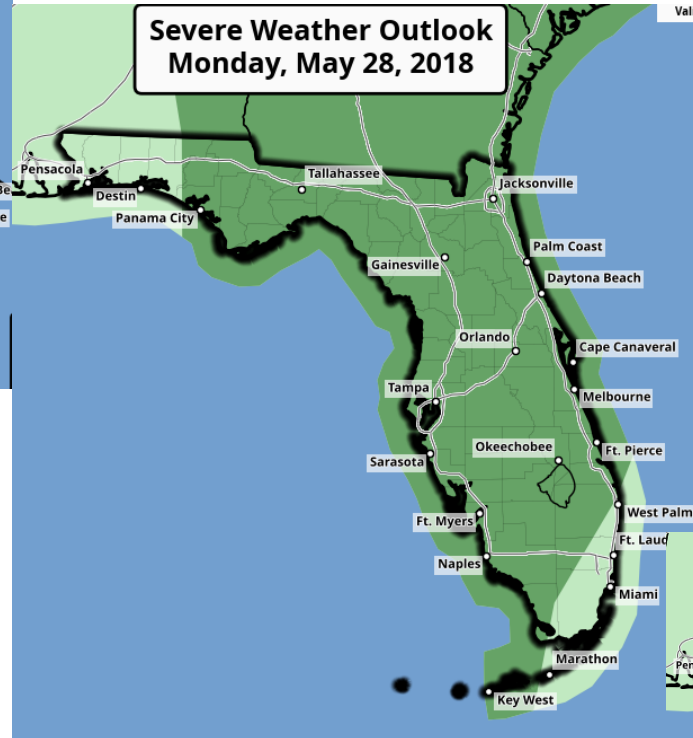 Severe Weather Outlook
Monday, May 28, 2018
Tallahassee
Pensacola
Destin
Panama City
Jacksonville
Palm Coast
Gainesville
Daytona Beach
Orlando
Cape Canaveral
Tampa
Melbourne
Okeechobee
Ft. Pierce
Sarasota
Ft. Myers
West Palm
Ft. Laud
Naples
Miami
Marathon
Key West